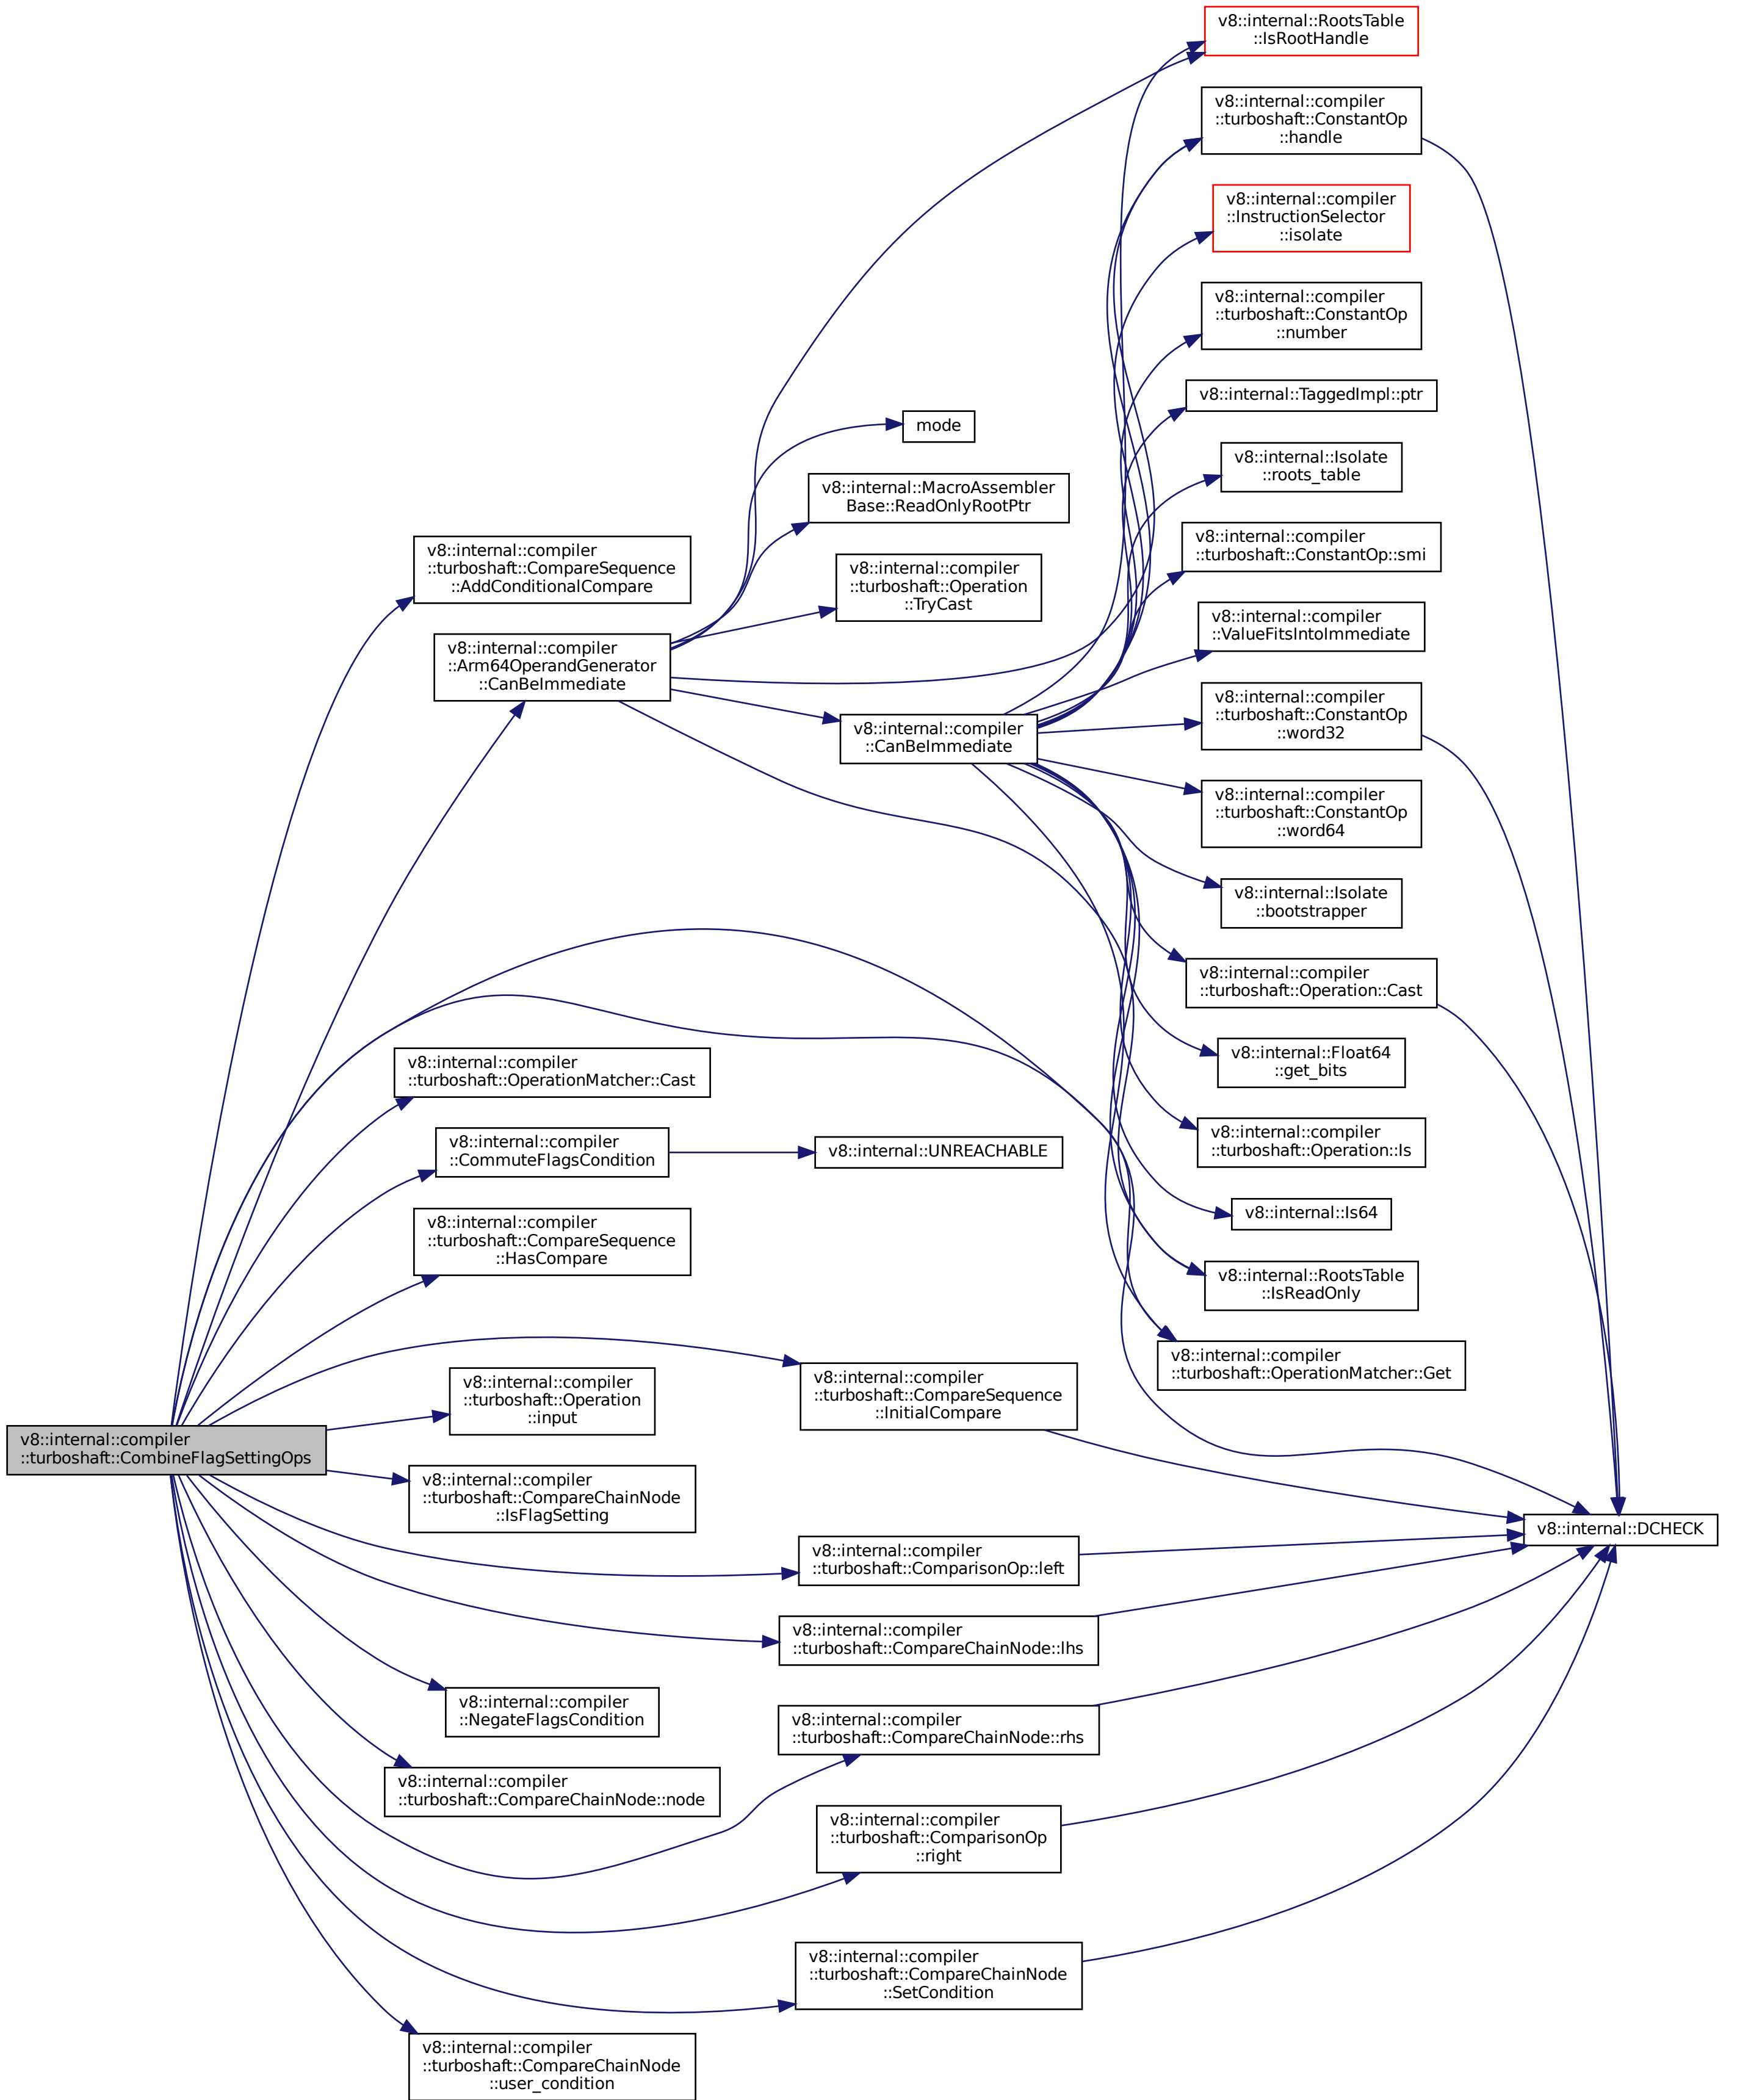 v8::internal::RootsTable
::IsRootHandle
v8::internal::compiler
::turboshaft::ConstantOp
::handle
v8::internal::compiler
::InstructionSelector
::isolate
v8::internal::compiler
::turboshaft::ConstantOp
::number
v8::internal::TaggedImpl::ptr
mode
v8::internal::Isolate
::roots_table
v8::internal::MacroAssembler
Base::ReadOnlyRootPtr
v8::internal::compiler
::turboshaft::ConstantOp::smi
v8::internal::compiler
::turboshaft::CompareSequence
::AddConditionalCompare
v8::internal::compiler
::turboshaft::Operation
::TryCast
v8::internal::compiler
::ValueFitsIntoImmediate
v8::internal::compiler
::Arm64OperandGenerator
::CanBeImmediate
v8::internal::compiler
::turboshaft::ConstantOp
::word32
v8::internal::compiler
::CanBeImmediate
v8::internal::compiler
::turboshaft::ConstantOp
::word64
v8::internal::Isolate
::bootstrapper
v8::internal::compiler
::turboshaft::Operation::Cast
v8::internal::Float64
::get_bits
v8::internal::compiler
::turboshaft::OperationMatcher::Cast
v8::internal::compiler
::turboshaft::Operation::Is
v8::internal::compiler
::CommuteFlagsCondition
v8::internal::UNREACHABLE
v8::internal::Is64
v8::internal::compiler
::turboshaft::CompareSequence
::HasCompare
v8::internal::RootsTable
::IsReadOnly
v8::internal::compiler
::turboshaft::OperationMatcher::Get
v8::internal::compiler
::turboshaft::CompareSequence
::InitialCompare
v8::internal::compiler
::turboshaft::Operation
::input
v8::internal::compiler
::turboshaft::CombineFlagSettingOps
v8::internal::compiler
::turboshaft::CompareChainNode
::IsFlagSetting
v8::internal::DCHECK
v8::internal::compiler
::turboshaft::ComparisonOp::left
v8::internal::compiler
::turboshaft::CompareChainNode::lhs
v8::internal::compiler
::NegateFlagsCondition
v8::internal::compiler
::turboshaft::CompareChainNode::rhs
v8::internal::compiler
::turboshaft::CompareChainNode::node
v8::internal::compiler
::turboshaft::ComparisonOp
::right
v8::internal::compiler
::turboshaft::CompareChainNode
::SetCondition
v8::internal::compiler
::turboshaft::CompareChainNode
::user_condition